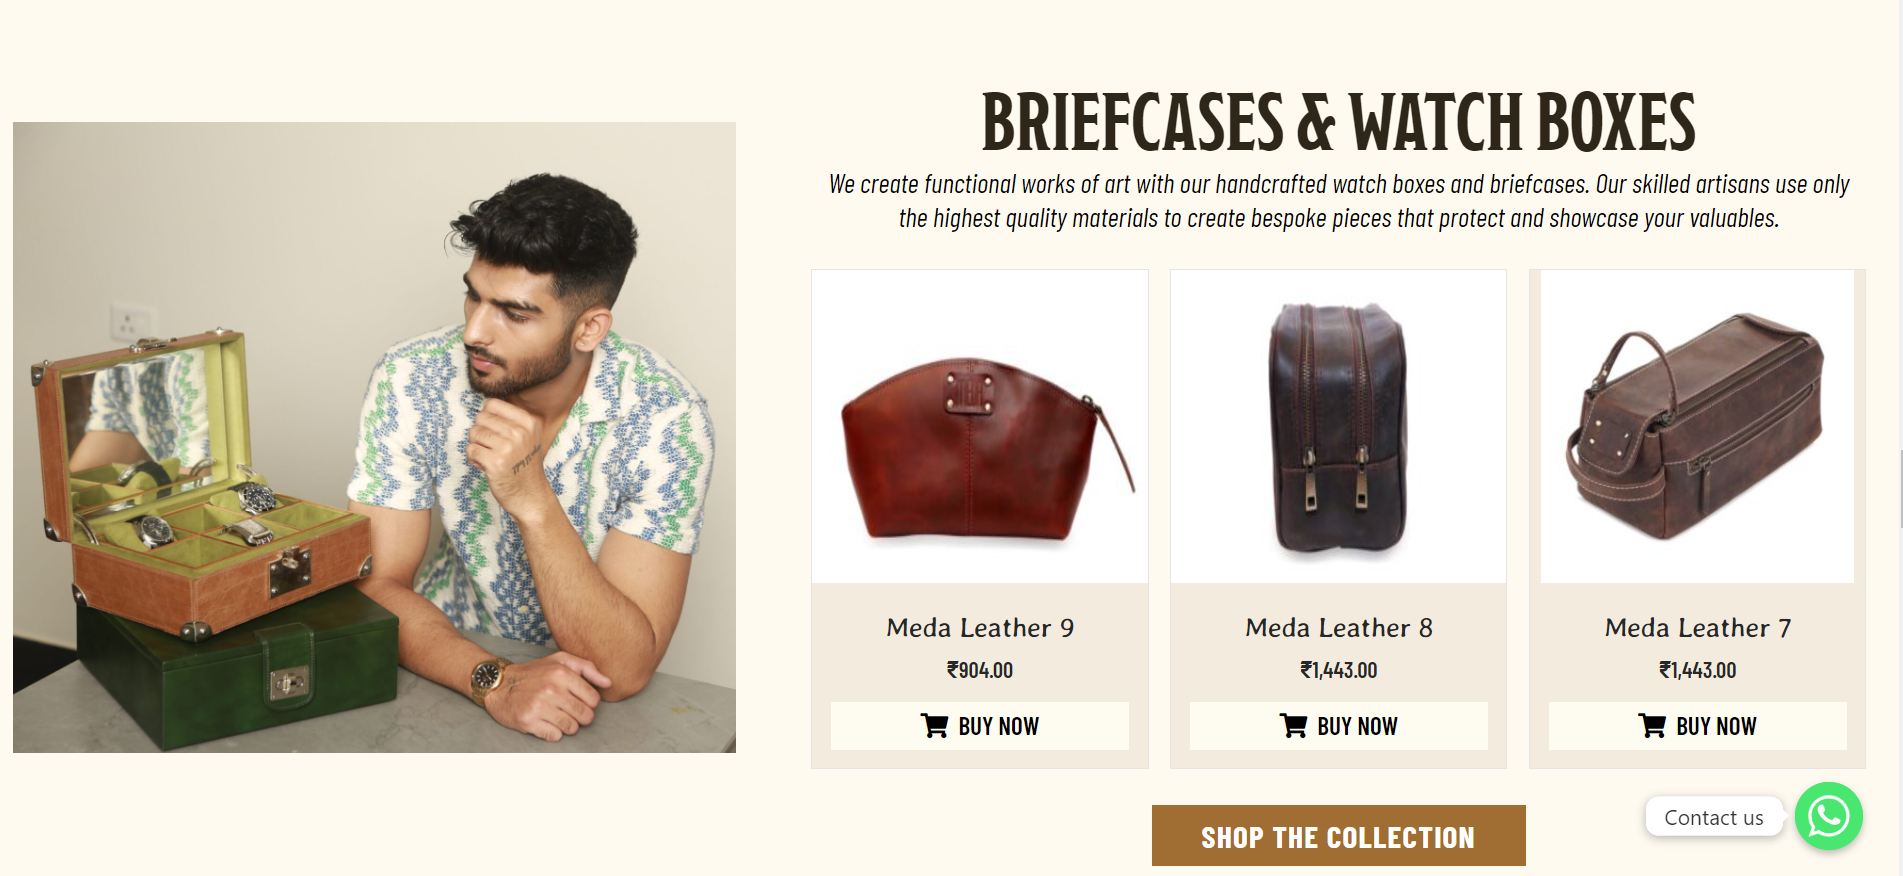 BRIEFCASES & WATCH BOXES
We create functional works of art with our handcrafted watch boxes and briefcases. Our skilled artisans use only
the highest quality materials to create bespoke pieces that protect and showcase your valuables.
Meda Leather 9
₹904.00
BUY NOW
Meda Leather 8
₹1,443.00
BUY NOW
Meda Leather 7
₹1,443.00
BUY NOW
SHOP THE COLLECTION
Contact us